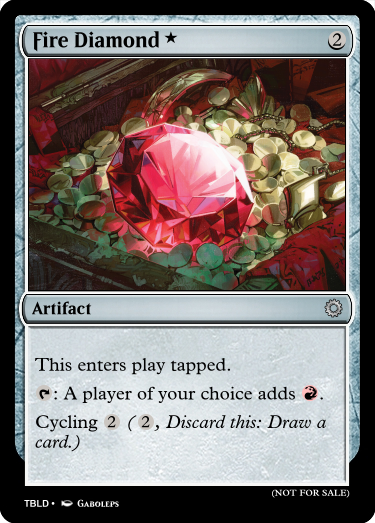 Fire Diamond ★ 2
Artifact
This enters play tapped.
: A player of your choice adds .
Cycling 2 (2, Discard this: Draw a
card.)
(NOT FOR SALE)
TBLD • Gaboleps